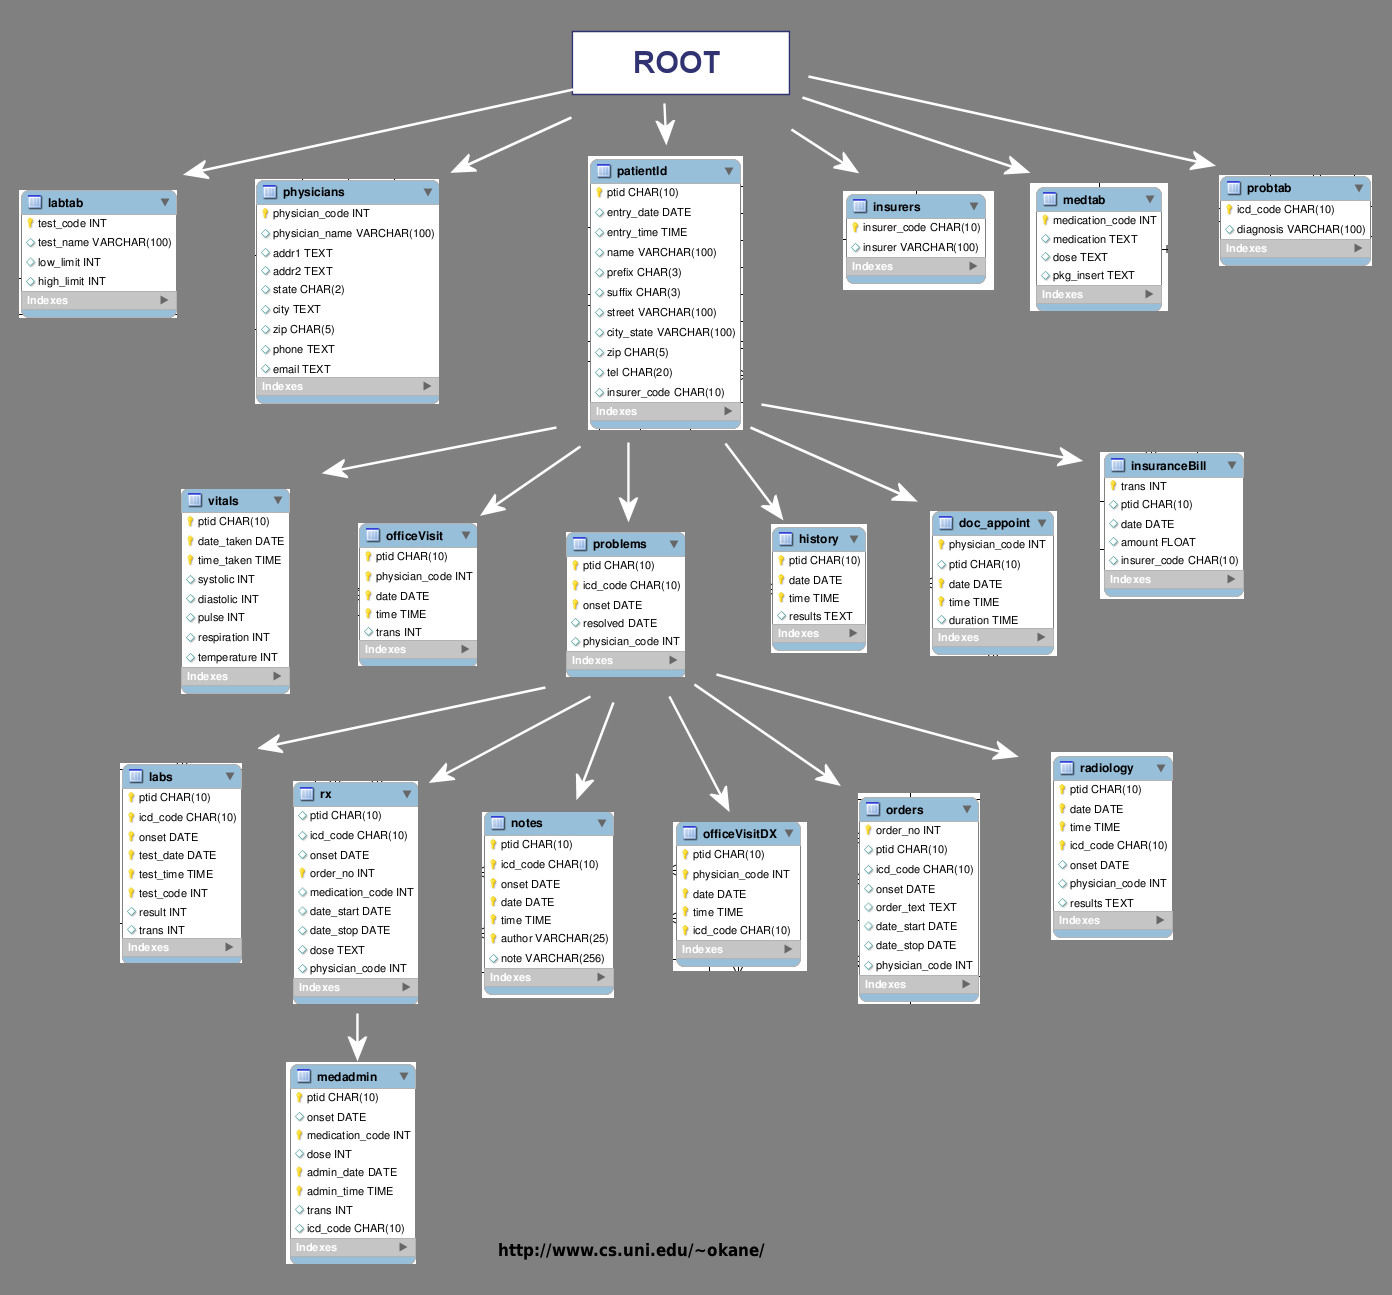 ROOT
labtab
test_code INT
test_name VARCHAR(100)
low_limit INT
high_limit INT
Indexes
physicians
physician_code INT
physician_name VARCHAR(100)
addr1 TEXT
addr2 TEXT
state CHAR(2)
city TEXT
zip CHAR(5)
phone TEXT
email TEXT
Indexes
patientId
ptid CHAR(10)
entry_date DATE
entry_time TIME
name VARCHAR(100)
prefix CHAR(3)
suffix CHAR(3)
street VARCHAR(100)
city_state VARCHAR(100)
zip CHAR(5)
tel CHAR(20)
insurer_code CHAR(10)
Indexes
insurers
insurer_code CHAR(10)
insurer VARCHAR(100)
Indexes
medtab
medication_code INT
medication TEXT
dose TEXT
pkg_insert TEXT
Indexes
probtab
icd_code CHAR(10)
diagnosis VARCHAR(100)
Indexes
vitals
ptid CHAR(10)
date_taken DATE
time_taken TIME
systolic INT
diastolic INT
pulse INT
respiration INT
temperature INT
Indexes
officeVisit
ptid CHAR(10)
physician_code INT
date DATE
time TIME
trans INT
Indexes
problems
ptid CHAR(10)
icd_code CHAR(10)
onset DATE
resolved DATE
physician_code INT
Indexes
history
ptid CHAR(10)
date DATE
time TIME
results TEXT
Indexes
doc_appoint
physician_code INT
ptid CHAR(10)
date DATE
time TIME
duration TIME
Indexes
insuranceBill
trans INT
ptid CHAR(10)
date DATE
amount FLOAT
insurer_code CHAR(10)
Indexes
labs
ptid CHAR(10)
icd_code CHAR(10)
onset DATE
test_date DATE
test_time TIME
test_code INT
result INT
trans INT
Indexes
rx
ptid CHAR(10)
icd_code CHAR(10)
onset DATE
order_no INT
medication_code INT
date_start DATE
date_stop DATE
dose TEXT
physician_code INT
Indexes
notes
ptid CHAR(10)
icd_code CHAR(10)
onset DATE
date DATE
time TIME
author VARCHAR(25)
note VARCHAR(256)
Indexes
officeVisitDX
ptid CHAR(10)
physician_code INT
date DATE
time TIME
icd_code CHAR(10)
Indexes
orders
order_no INT
ptid CHAR(10)
icd_code CHAR(10)
onset DATE
order_text TEXT
date_start DATE
date_stop DATE
physician_code INT
Indexes
radiology
ptid CHAR(10)
date DATE
time TIME
icd_code CHAR(10)
onset DATE
physician_code INT
results TEXT
Indexes
medadmin
ptid CHAR(10)
onset DATE
medication_code INT
dose INT
admin_date DATE
admin_time TIME
trans INT
icd_code CHAR(10)
Indexes
http://www.cs.uni.edu/~okane/